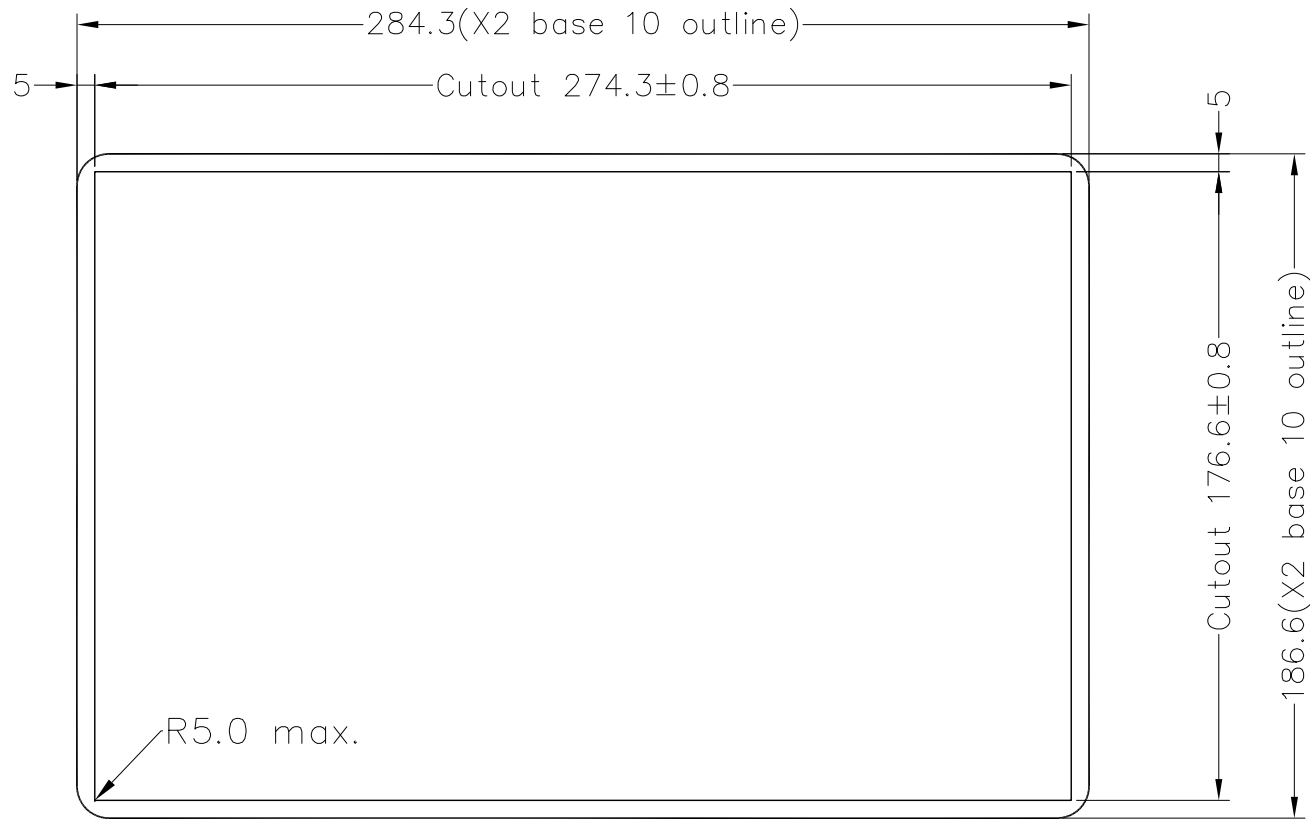 284.3(X2 base 10 outline)
5
Cutout 274.3±0.8
5
Cutout 176.6±0.8
186.6(X2 base 10 outline)
R5.0 max.